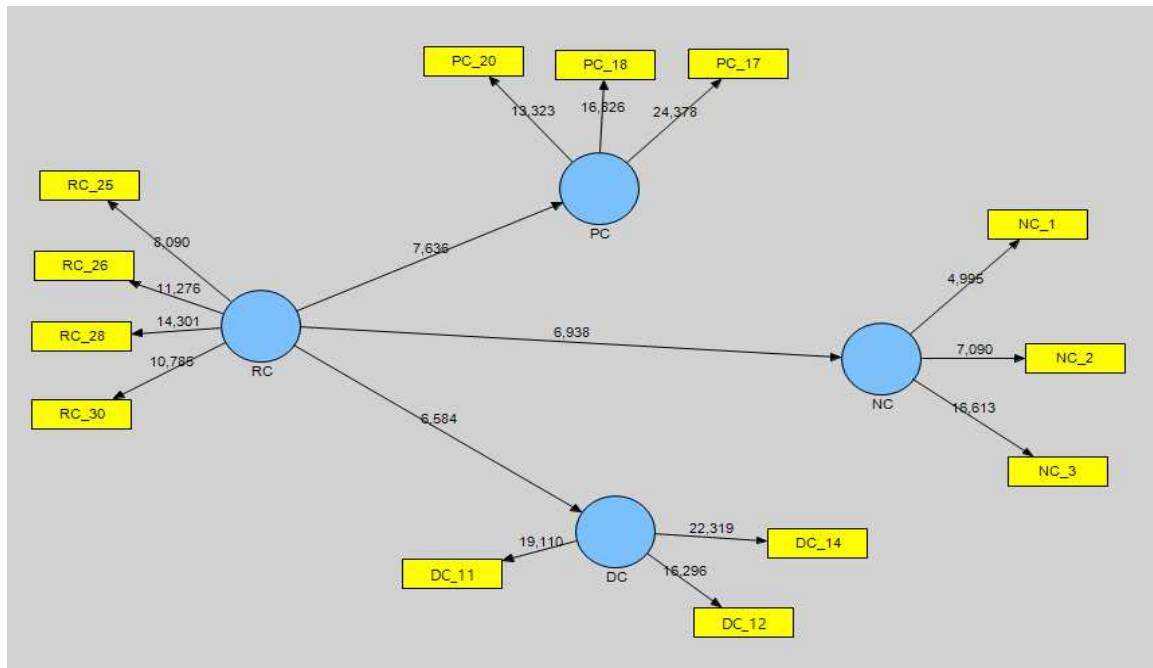 PC_20
PC_18
PC_17
13,323
24,378
PC
RC_25
8,090
RC_26
11,276
RC_28
14,301
RC_30
10,785
RC
7,636
6,938
6,584
NC_1
4,995
NC_2
7,090
NC_3
16,613
NC
DC_11
19,110
DC_14
22,319
DC_12
16,296
DC